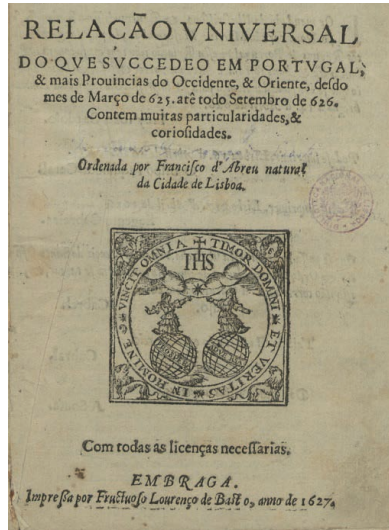 RELACÃO VNIVERSAL
DO QVE SVCCEDEO EM PORTVGAL,
& mais Prouincias do Occidente, & Oriente, desdo
mes de Março de 625. atê todo Setembro de 626.
Contem muitas particularidades, &
coriosidades.
Ordenada por Franciſco d'Abreu natural
da Cidade de Lisboa.
VINCIT OMNIA TIMOR DOMINI ET VERITAS IN HOMINE
IHS
Com todas as licenças neceſſarias.
EMBRAGA.
Impreſſa por Fructuoſo Lourenço de Baſto, anno de 1627.